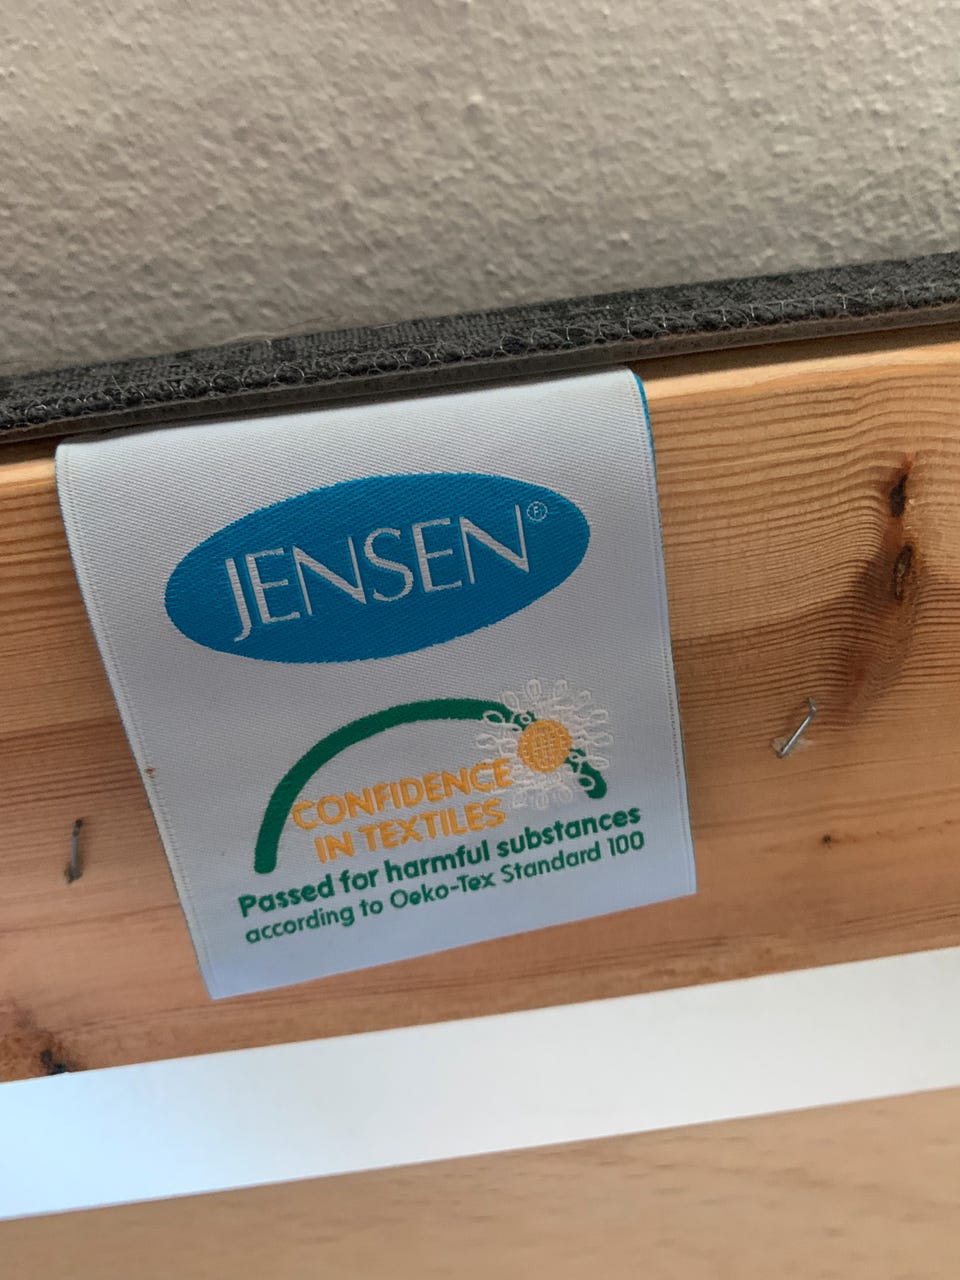 JENSEN®
CONFIDENCE
IN TEXTILES
Passed for harmful substances
according to Oeko-Tex Standard 100